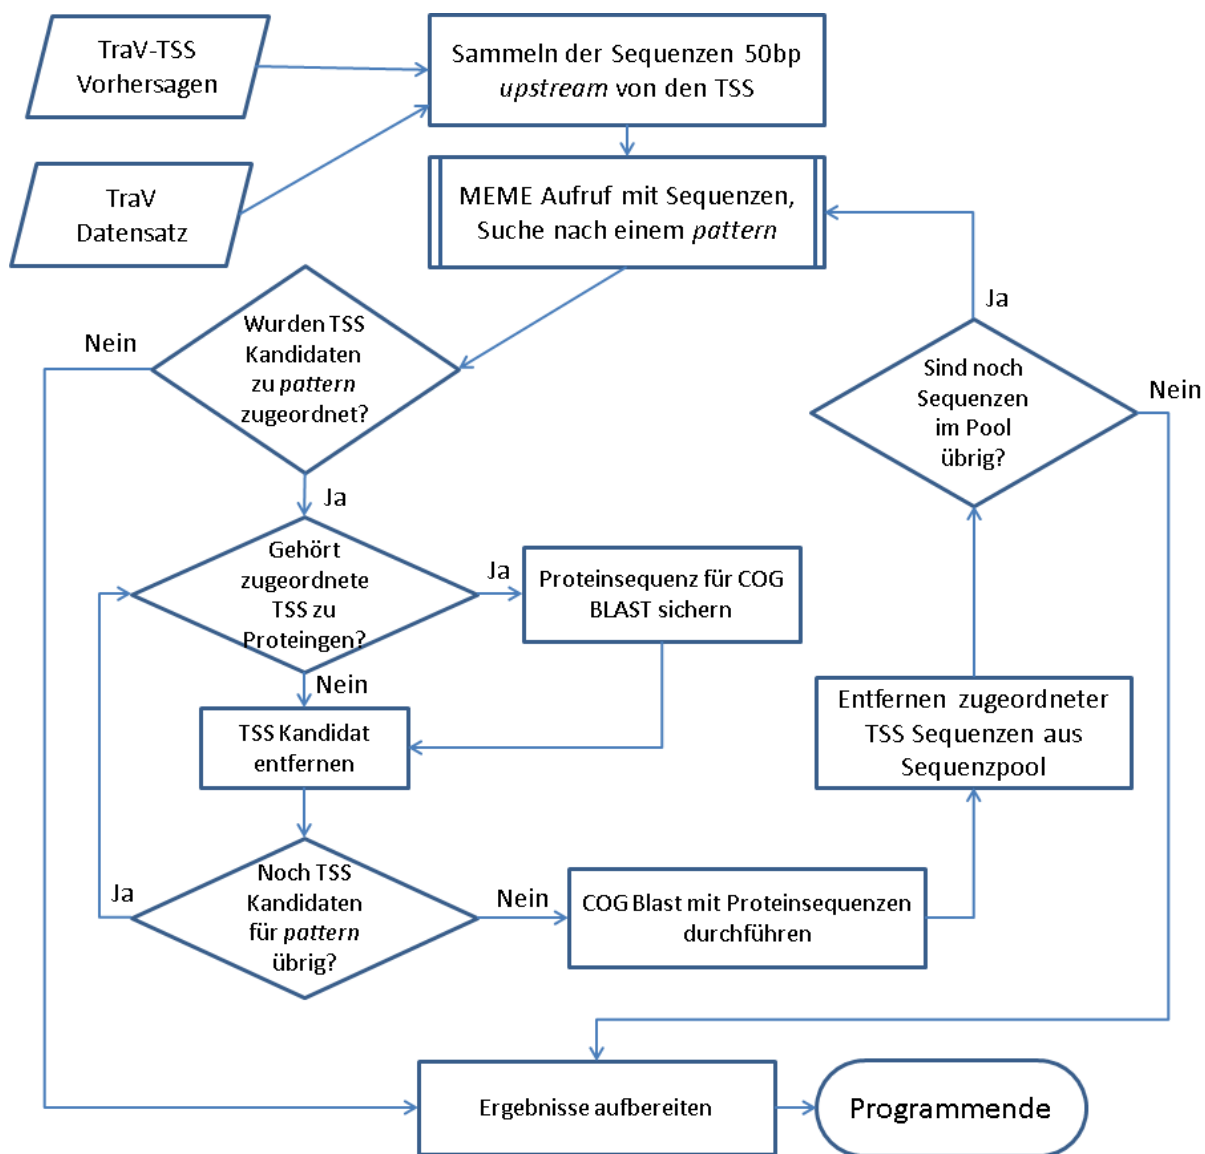 TraV-TSS
Vorhersagen
Sammeln der Sequenzen 50bp
upstream von den TSS
TraV
Datensatz
MEME Aufruf mit Sequenzen,
Suche nach einem pattern
Ja
Nein
Wurden TSS
Kandidaten
zu pattern
zugeordnet?
Sind noch
Sequenzen
im Pool
übrig?
Nein
Ja
Gehört
zugeordnete
TSS zu
Proteingen?
Ja
Proteinsequenz für COG
BLAST sichern
Nein
TSS Kandidat
entfernen
Entfernen zugeordneter
TSS Sequenzen aus
Sequenzpool
Noch TSS
Kandidaten
für pattern
übrig?
Ja
Nein
COG Blast mit Proteinsequenzen
durchführen
Ergebnisse aufbereiten
Programmende